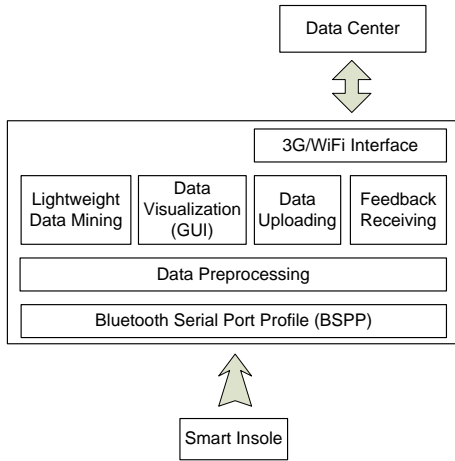 Data Center
3G/WiFi Interface
Lightweight
Data Mining
Data
Visualization
(GUI)
Data
Uploading
Feedback
Receiving
Data Preprocessing
Bluetooth Serial Port Profile (BSPP)
Smart Insole